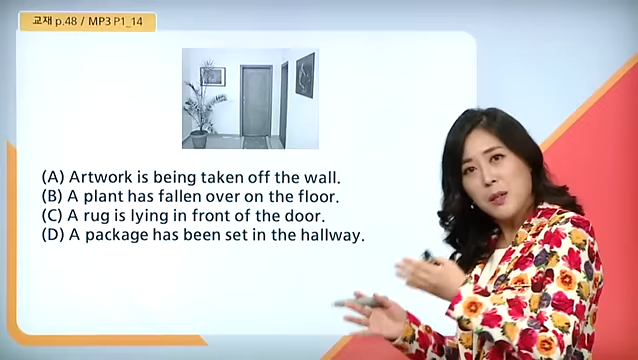 교재 p.48 / MP3 P1_14
(A) Artwork is being taken off the wall.
(B) A plant has fallen over on the floor.
(C) A rug is lying in front of the door.
(D) A package has been set in the hallway.